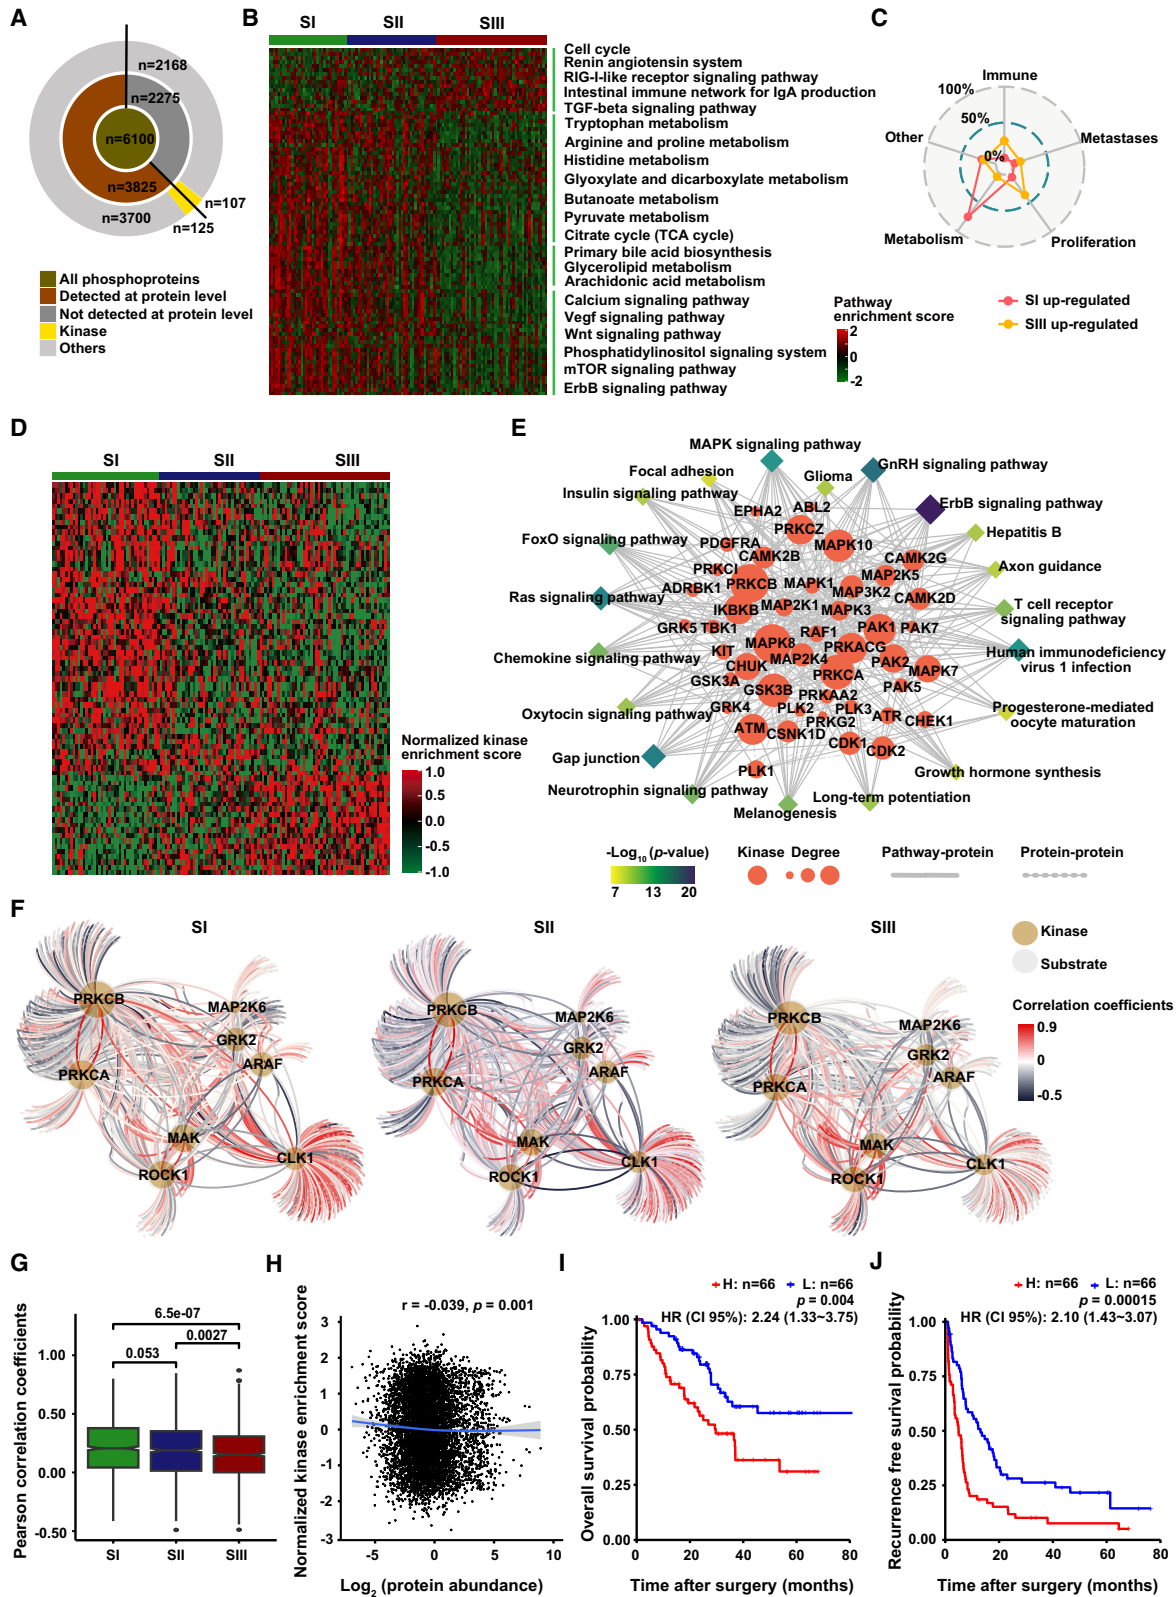 A
n=2168
n=2275
n=6100
n=3825
n=3700
n=107
n=125
All phosphoproteins
Detected at protein level
Not detected at protein level
Kinase
Others
B
SI SII SIII
Cell cycle
Renin angiotensin system
RIG-I-like receptor signaling pathway
Intestinal immune network for IgA production
TGF-beta signaling pathway
Tryptophan metabolism
Arginine and proline metabolism
Histidine metabolism
Glyoxylate and dicarboxylate metabolism
Butanoate metabolism
Pyruvate metabolism
Citrate cycle (TCA cycle)
Primary bile acid biosynthesis
Glycerolipid metabolism
Arachidonic acid metabolism
Calcium signaling pathway
Vegf signaling pathway
Wnt signaling pathway
Phosphatidylinositol signaling system
mTOR signaling pathway
ErbB signaling pathway
Pathway
enrichment score
2
0
-2
C
Immune
100%
50%
0%
Other
Metastases
Metabolism
Proliferation
SI up-regulated
SIII up-regulated
D
SI SII SIII
Normalized kinase
enrichment score
1.0
0.5
0.0
-0.5
-1.0
E
MAPK signaling pathway
GnRH signaling pathway
Focal adhesion
Glioma
Insulin signaling pathway
ErbB signaling pathway
EPHA2
ABL2
PRKCZ
FoxO signaling pathway
Hepatitis B
PDGFRA
MAPK10
CAMK2B
CAMK2G
PRKCI
Axon guidance
ADRBK1
PRKCB
MAPK1
MAP2K5
MAP3K2
Ras signaling pathway
CAMK2D
IKBKB
MAP2K1
MAPK3
T cell receptor
signaling pathway
GRK5
TBK1
RAF1
PAK1
PAK7
MAPK8
PRKACG
Chemokine signaling pathway
KIT
MAP2K4
PAK2
MAPK7
Human immunodeficiency
virus 1 infection
CHUK
GSK3A
PRKCA
GSK3B
PRKAA2
PAK5
Oxytocin signaling pathway
GRK4
PLK2
PLK3
ATR
CHEK1
Progesterone-mediated
oocyte maturation
ATM
CSNK1D
PRKG2
CDK1
CDK2
Gap junction
PLK1
Growth hormone synthesis
Neurotrophin signaling pathway
Melanogenesis
Long-term potentiation
-Log10 (p-value)
7 13 20
Kinase Degree
Pathway-protein
Protein-protein
F
SI
PRKCB
MAP2K6
GRK2
ARAF
PRKCA
MAK
ROCK1
CLK1
SII
PRKCB
MAP2K6
GRK2
ARAF
PRKCA
MAK
ROCK1
CLK1
SIII
PRKCB
MAP2K6
GRK2
ARAF
PRKCA
MAK
ROCK1
CLK1
Kinase
Substrate
Correlation coefficients
0.9
0
-0.5
G
Pearson correlation coefficients
6.5e-07
0.0027
0.053
1.00
0.50
0.00
-0.50
SI SII SIII
H
Normalized kinase enrichment score
r = -0.039, p = 0.001
3
2
1
0
-1
-2
-3
-5 0 5 10
Log2 (protein abundance)
I
H: n=66 L: n=66
p = 0.004
HR (CI 95%): 2.24 (1.33~3.75)
Overall survival probability
1.00
0.75
0.50
0.25
0.00
0 20 40 60 80
Time after surgery (months)
J
H: n=66 L: n=66
p = 0.00015
HR (CI 95%): 2.10 (1.43~3.07)
Recurrence free survival probability
1.00
0.75
0.50
0.25
0.00
0 20 40 60 80
Time after surgery (months)